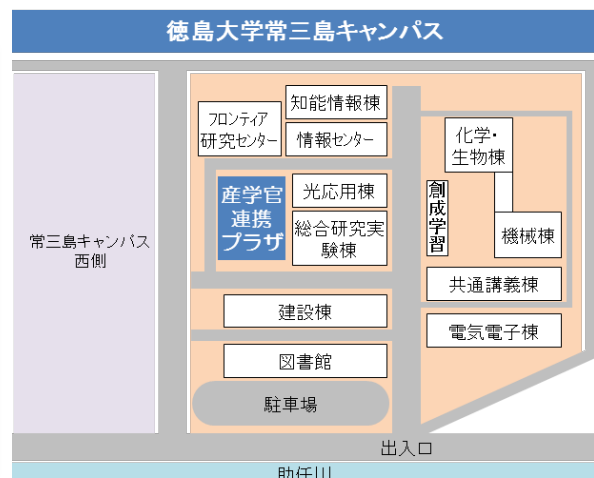 徳島大学常三島キャンパス
知能情報棟
フロンティア
研究センター
情報センター
化学・
生物棟
産学官
連携
プラザ
光応用棟
総合研究実
験棟
創成学習
機械棟
常三島キャンパス
西側
共通講義棟
建設棟
電気電子棟
図書館
駐車場
出入口
助任川